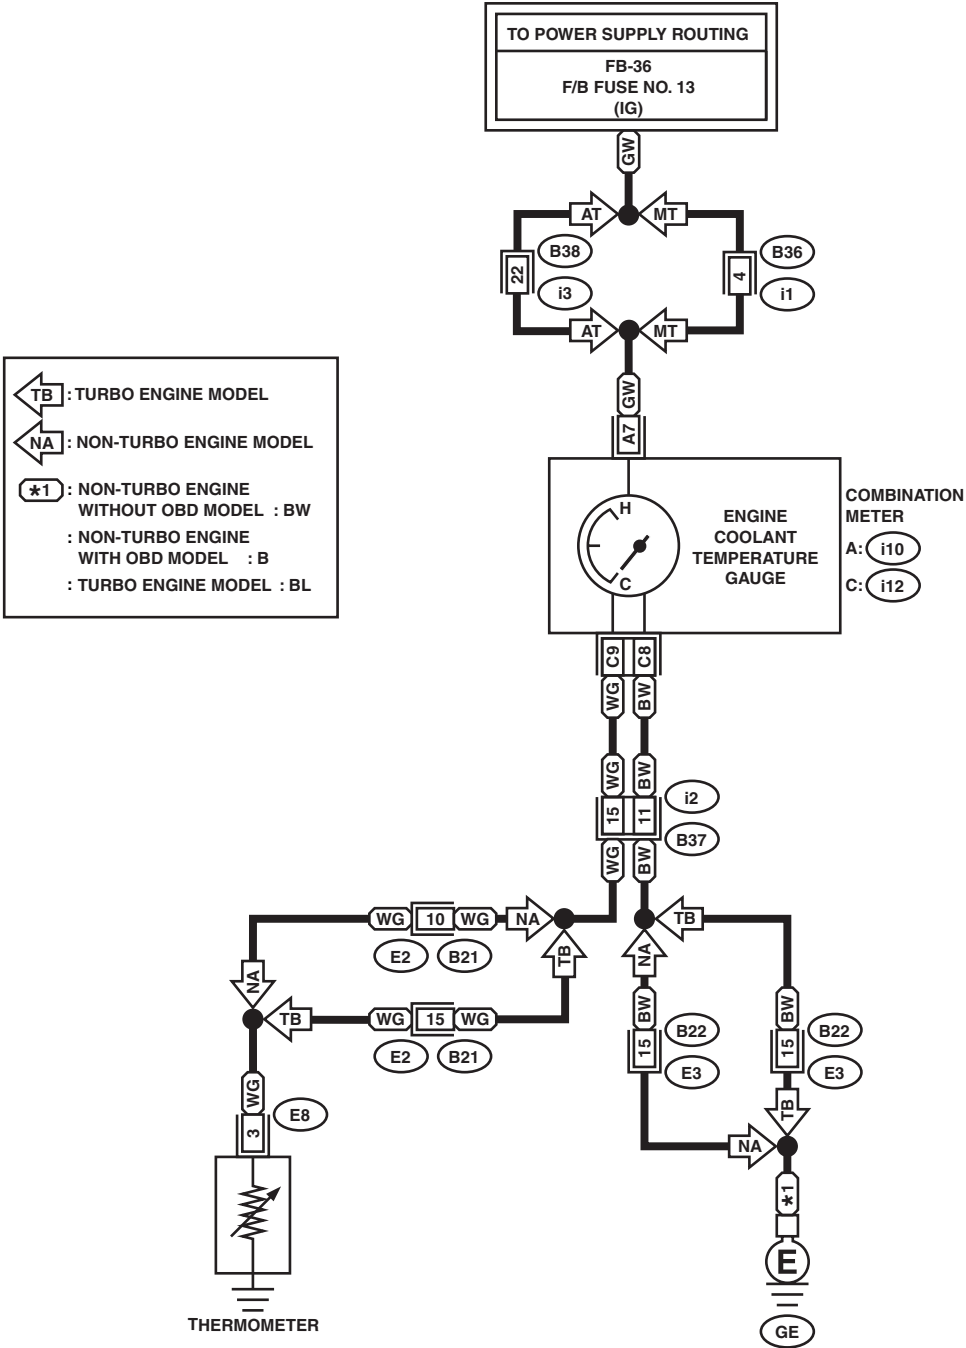 TO POWER SUPPLY ROUTING
FB-36
F/B FUSE NO. 13
(IG)
GW
AT
MT
B38
B36
22
4
i3
i1
AT
MT
GW
A7
TB : TURBO ENGINE MODEL
NA : NON-TURBO ENGINE MODEL
*1 : NON-TURBO ENGINE
WITHOUT OBD MODEL : BW
: NON-TURBO ENGINE
WITH OBD MODEL : B
: TURBO ENGINE MODEL : BL
H
C
ENGINE
COOLANT
TEMPERATURE
GAUGE
COMBINATION
METER
A: i10
C: i12
C9 C8
WG BW
WG BW
15 11
i2
B37
WG BW
WG 10 WG NA
TB
E2 B21
NA
TB
NA
TB WG 15 WG
BW
BW
E2 B21
15
B22
E3
15
B22
E3
WG
E8
3
TB
NA
*1
E
GE
THERMOMETER